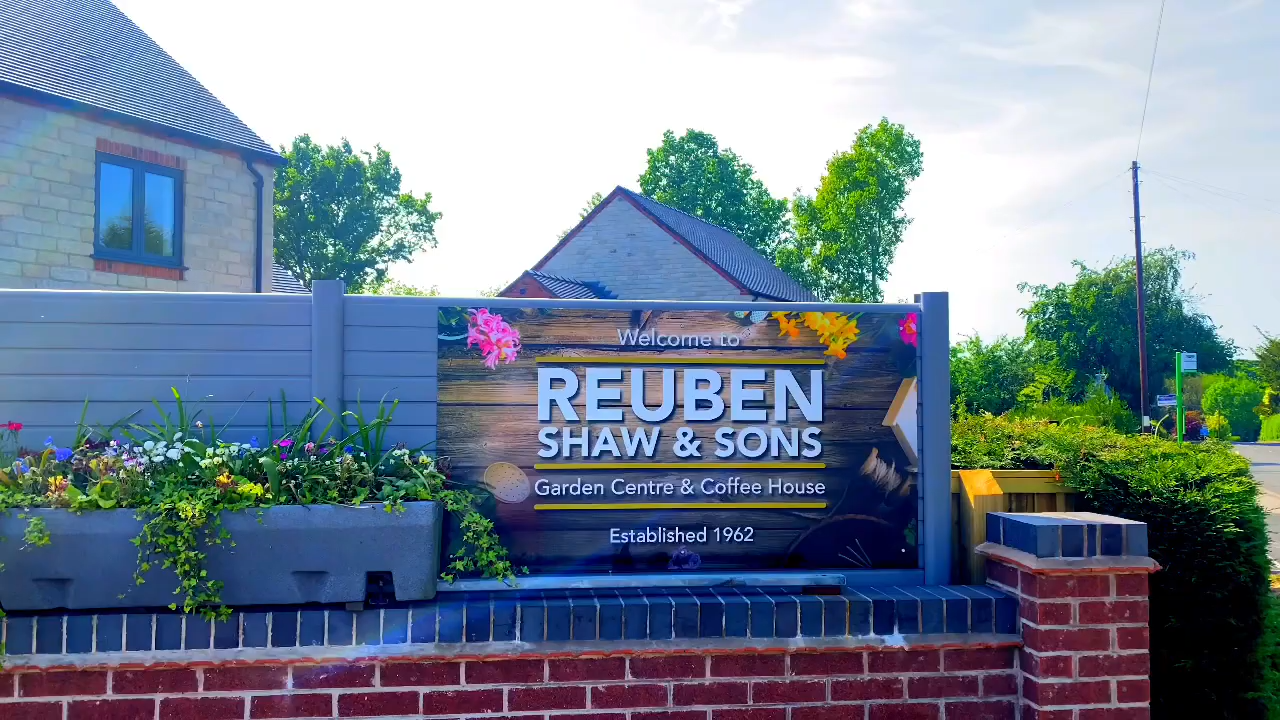 Welcome to
REUBEN
SHAW & SONS
Garden Centre & Coffee House
Established 1962